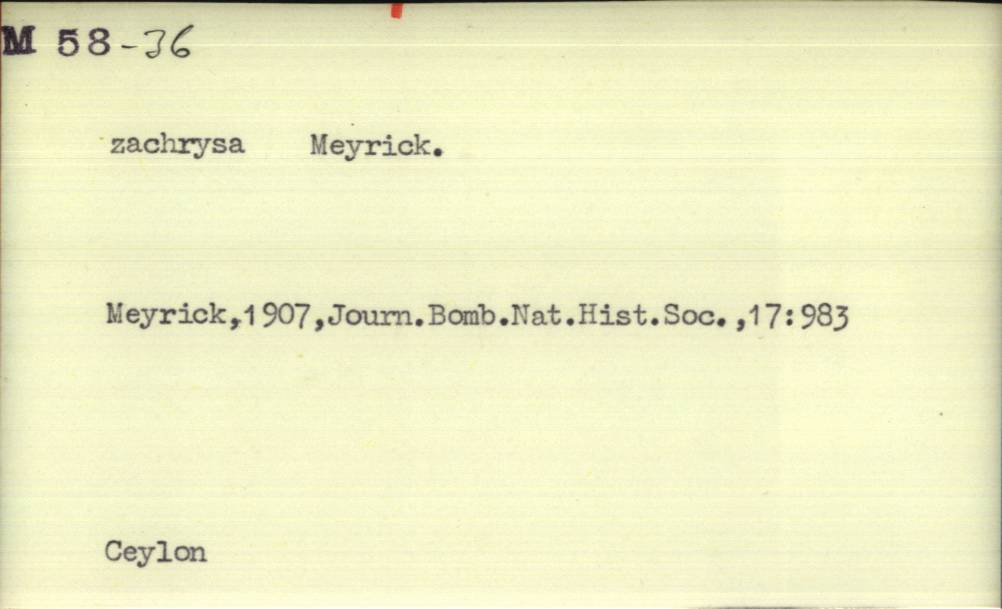 M 58-36
zachrysa Meyrick.
Meyrick,1907,Journ.Bomb.Nat.Hist.Soc.,17:983
Ceylon